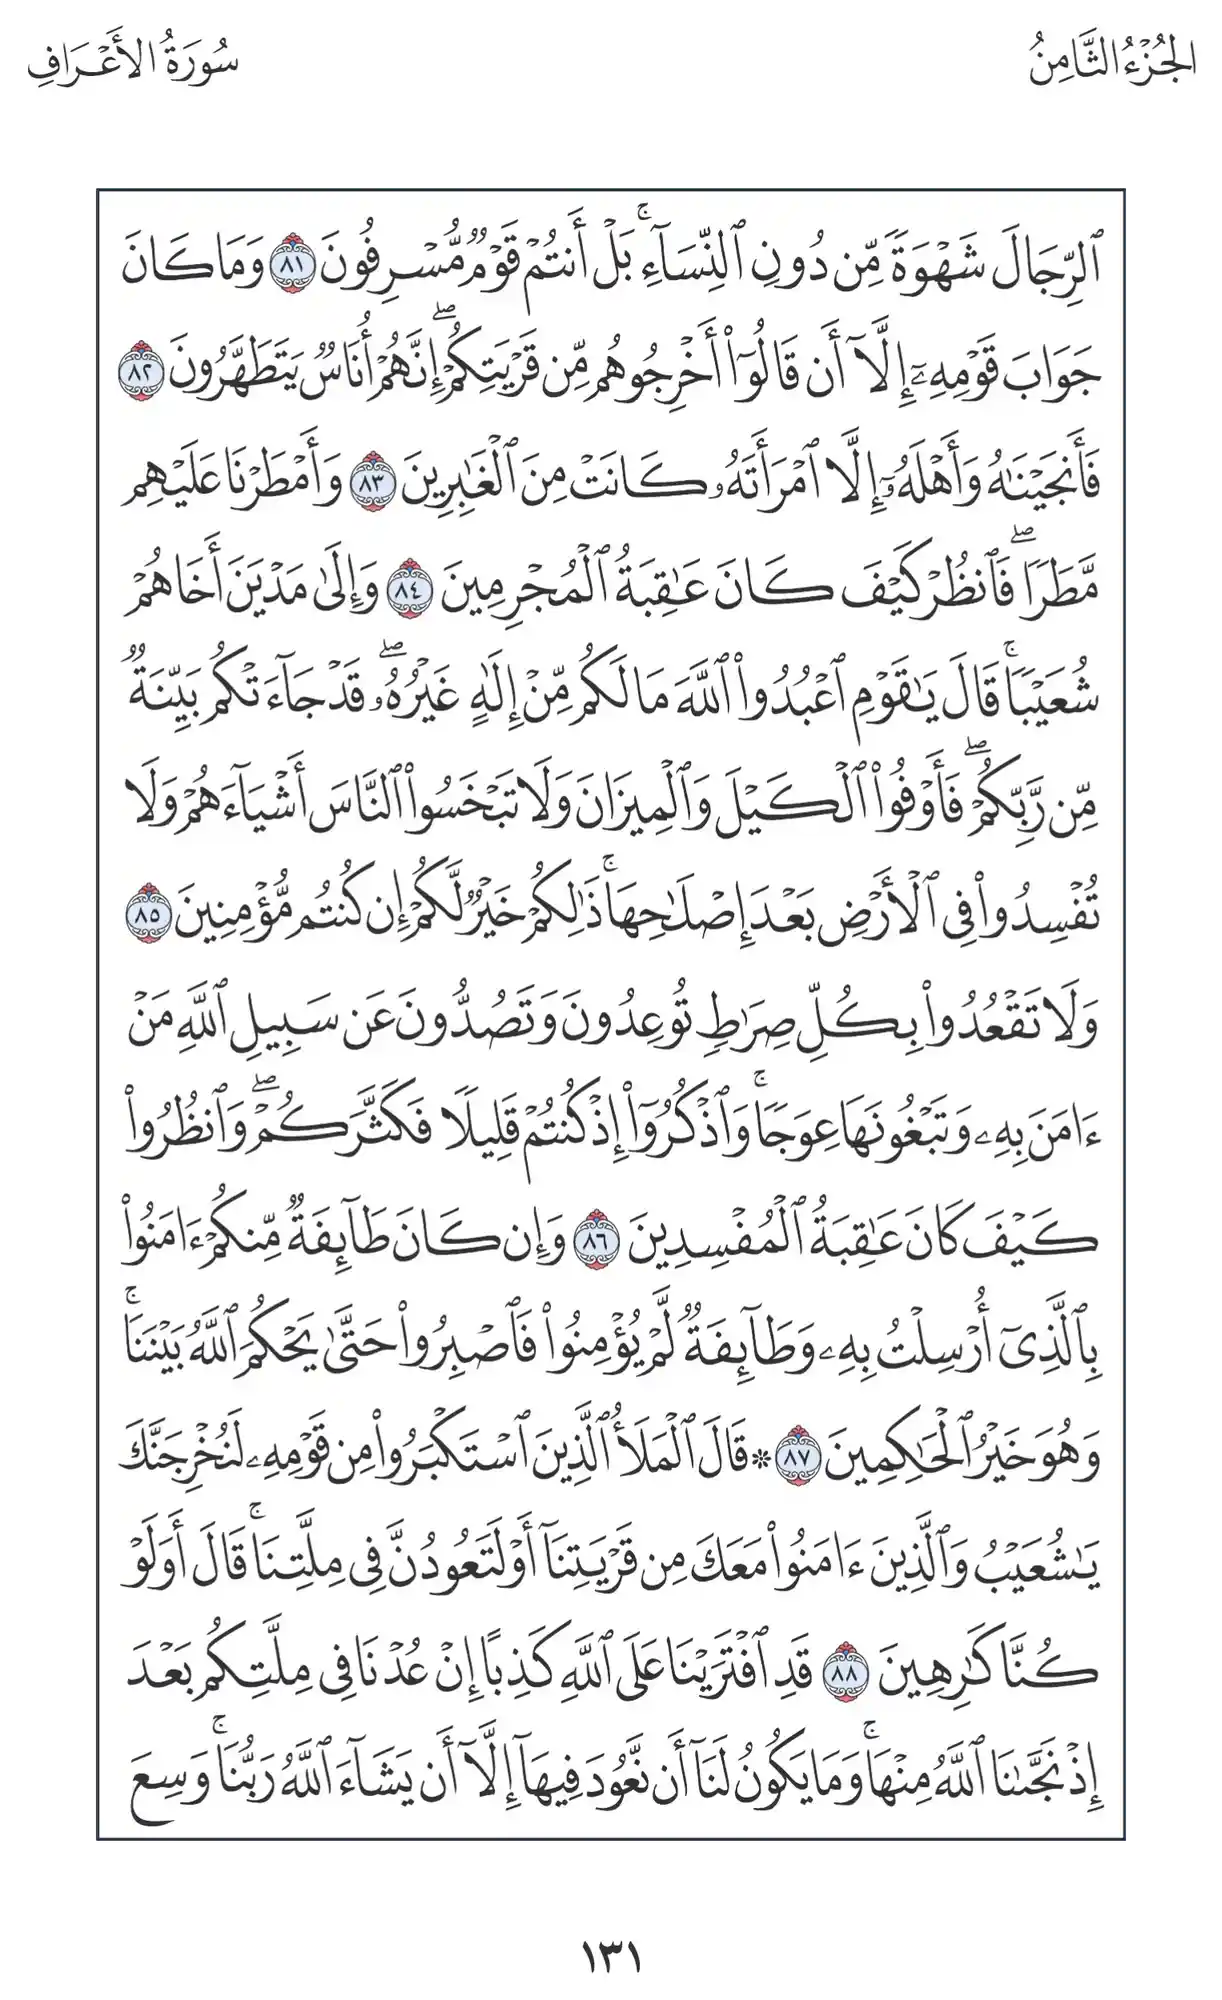 الجُزْءُ الثَّامِنُ
سُورَةُ الأَعْرَافِ
ٱلرِّجَالَ شَهْوَةً مِّن دُونِ ٱلنِّسَآءِۚ بَلْ أَنتُمْ قَوْمٌ مُّسْرِفُونَ ٨١ وَمَا كَانَ
جَوَابَ قَوْمِهِۦٓ إِلَّآ أَن قَالُوٓا۟ أَخْرِجُوهُم مِّن قَرْيَتِكُمْۖ إِنَّهُمْ أُنَاسٌ يَتَطَهَّرُونَ ٨٢
فَأَنجَيْنَٰهُ وَأَهْلَهُۥٓ إِلَّا ٱمْرَأَتَهُۥ كَانَتْ مِنَ ٱلْغَٰبِرِينَ ٨٣ وَأَمْطَرْنَا عَلَيْهِم
مَّطَرًاۖ فَٱنظُرْ كَيْفَ كَانَ عَٰقِبَةُ ٱلْمُجْرِمِينَ ٨٤ وَإِلَىٰ مَدْيَنَ أَخَاهُمْ
شُعَيْبًاۚ قَالَ يَٰقَوْمِ ٱعْبُدُوا۟ ٱللَّهَ مَا لَكُم مِّنْ إِلَٰهٍ غَيْرُهُۥۖ قَدْ جَآءَتْكُم بَيِّنَةٌ
مِّن رَّبِّكُمْۖ فَأَوْفُوا۟ ٱلْكَيْلَ وَٱلْمِيزَانَ وَلَا تَبْخَسُوا۟ ٱلنَّاسَ أَشْيَآءَهُمْ وَلَا
تُفْسِدُوا۟ فِى ٱلْأَرْضِ بَعْدَ إِصْلَٰحِهَاۚ ذَٰلِكُمْ خَيْرٌ لَّكُمْ إِن كُنتُم مُّؤْمِنِينَ ٨٥
وَلَا تَقْعُدُوا۟ بِكُلِّ صِرَٰطٍ تُوعِدُونَ وَتَصُدُّونَ عَن سَبِيلِ ٱللَّهِ مَنْ
ءَامَنَ بِهِۦ وَتَبْغُونَهَا عِوَجًاۚ وَٱذْكُرُوٓا۟ إِذْ كُنتُمْ قَلِيلًا فَكَثَّرَكُمْۖ وَٱنظُرُوا۟
كَيْفَ كَانَ عَٰقِبَةُ ٱلْمُفْسِدِينَ ٨٦ وَإِن كَانَ طَآئِفَةٌ مِّنكُمْ ءَامَنُوا۟
بِٱلَّذِىٓ أُرْسِلْتُ بِهِۦ وَطَآئِفَةٌ لَّمْ يُؤْمِنُوا۟ فَٱصْبِرُوا۟ حَتَّىٰ يَحْكُمَ ٱللَّهُ بَيْنَنَاۚ
وَهُوَ خَيْرُ ٱلْحَٰكِمِينَ ٨٧ * قَالَ ٱلْمَلَأُ ٱلَّذِينَ ٱسْتَكْبَرُوا۟ مِن قَوْمِهِۦ لَنُخْرِجَنَّكَ
يَٰشُعَيْبُ وَٱلَّذِينَ ءَامَنُوا۟ مَعَكَ مِن قَرْيَتِنَآ أَوْ لَتَعُودُنَّ فِى مِلَّتِنَاۚ قَالَ أَوَلَوْ
كُنَّا كَٰرِهِينَ ٨٨ قَدِ ٱفْتَرَيْنَا عَلَى ٱللَّهِ كَذِبًا إِنْ عُدْنَا فِى مِلَّتِكُم بَعْدَ
إِذْ نَجَّىٰنَا ٱللَّهُ مِنْهَاۚ وَمَا يَكُونُ لَنَآ أَن نَّعُودَ فِيهَآ إِلَّآ أَن يَشَآءَ ٱللَّهُ رَبُّنَاۚ وَسِعَ
١٣١